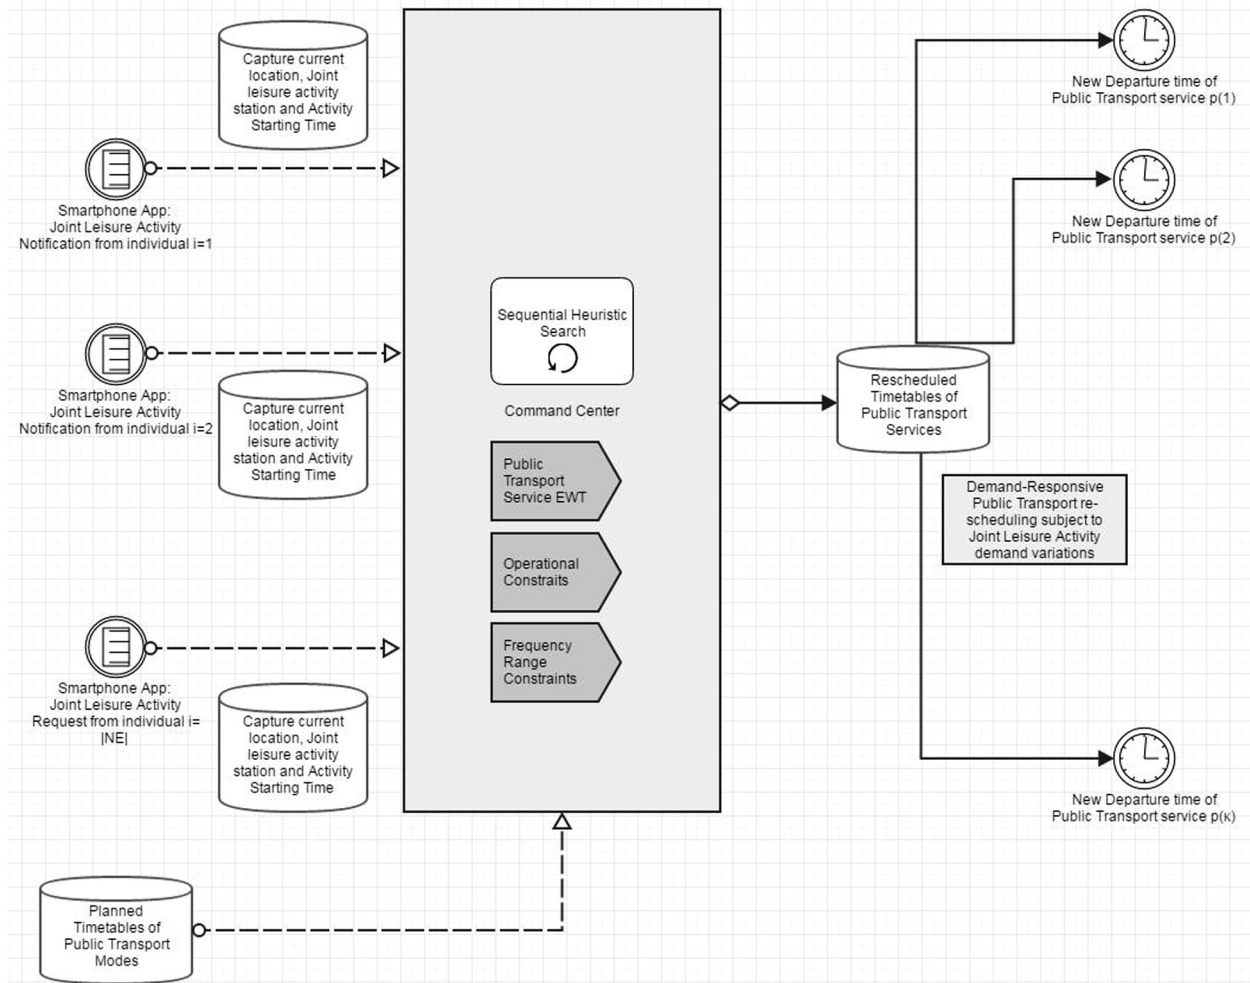 Capture current
location, Joint
leisure activity
station and Activity
Starting Time
Smartphone App:
Joint Leisure Activity
Notification from individual i=1
Smartphone App:
Joint Leisure Activity
Notification from individual i=2
Capture current
location, Joint
leisure activity
station and Activity
Starting Time
Smartphone App:
Joint Leisure Activity
Request from individual i=
|NE|
Capture current
location, Joint
leisure activity
station and Activity
Starting Time
Planned
Timetables of
Public Transport
Modes
Sequential Heuristic
Search
Command Center
Public
Transport
Service EWT
Operational
Constraits
Frequency
Range
Constraints
Rescheduled
Timetables of
Public Transport
Services
Demand-Responsive
Public Transport re-
scheduling subject to
Joint Leisure Activity
demand variations
New Departure time of
Public Transport service p(1)
New Departure time of
Public Transport service p(2)
New Departure time of
Public Transport service p(κ)